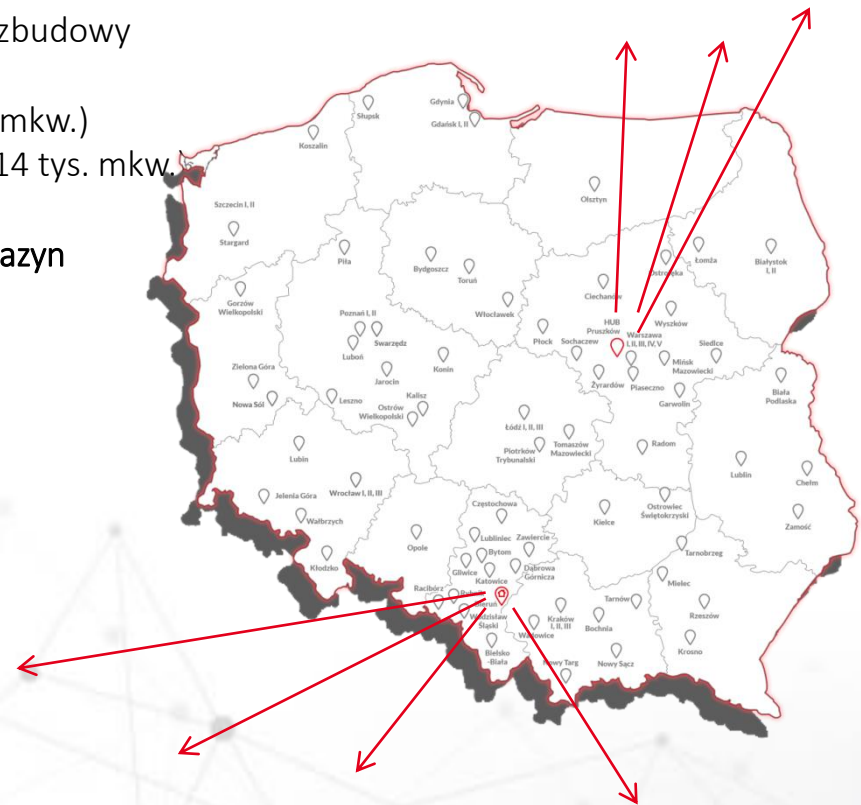 zbudowy
mkw.)
14 tys. mkw.
azyn
Słupsk
Gdynia
Gdańsk I, II
Koszalin
Olsztyn
Szczecin I, II
Stargard
Piła
Bydgoszcz
Toruń
Ostrołęka
Łomża
Białystok
I, II
Ciechanów
Gorzów
Wielkopolski
Włocławek
HUB
Pruszków
Wyszków
Poznań I, II
Swarzędz
Luboń
Płock
Sochaczew
Warszawa
I, II, III, IV, V
Siedlce
Mińsk
Mazowiecki
Konin
Zielona Góra
Jarocin
Żyrardów
Piaseczno
Biała
Podlaska
Nowa Sól
Leszno
Kalisz
Ostrów
Wielkopolski
Garwolin
Łódź I, II, III
Piotrków
Trybunalski
Tomaszów
Mazowiecki
Radom
Lubin
Lublin
Chełm
Jelenia Góra
Wrocław I, II, III
Częstochowa
Ostrowiec
Świętokrzyski
Kielce
Zamość
Wałbrzych
Opole
Lubliniec
Zawiercie
Kłodzko
Bytom
Gliwice
Dąbrowa
Górnicza
Katowice
Tarnobrzeg
Mielec
Racibórz
Wodzisław
Śląski
Wadowice
Kraków
I, II, III
Tarnów
Bochnia
Rzeszów
Bielsko
-Biała
Krosno
Nowy Targ
Nowy Sącz